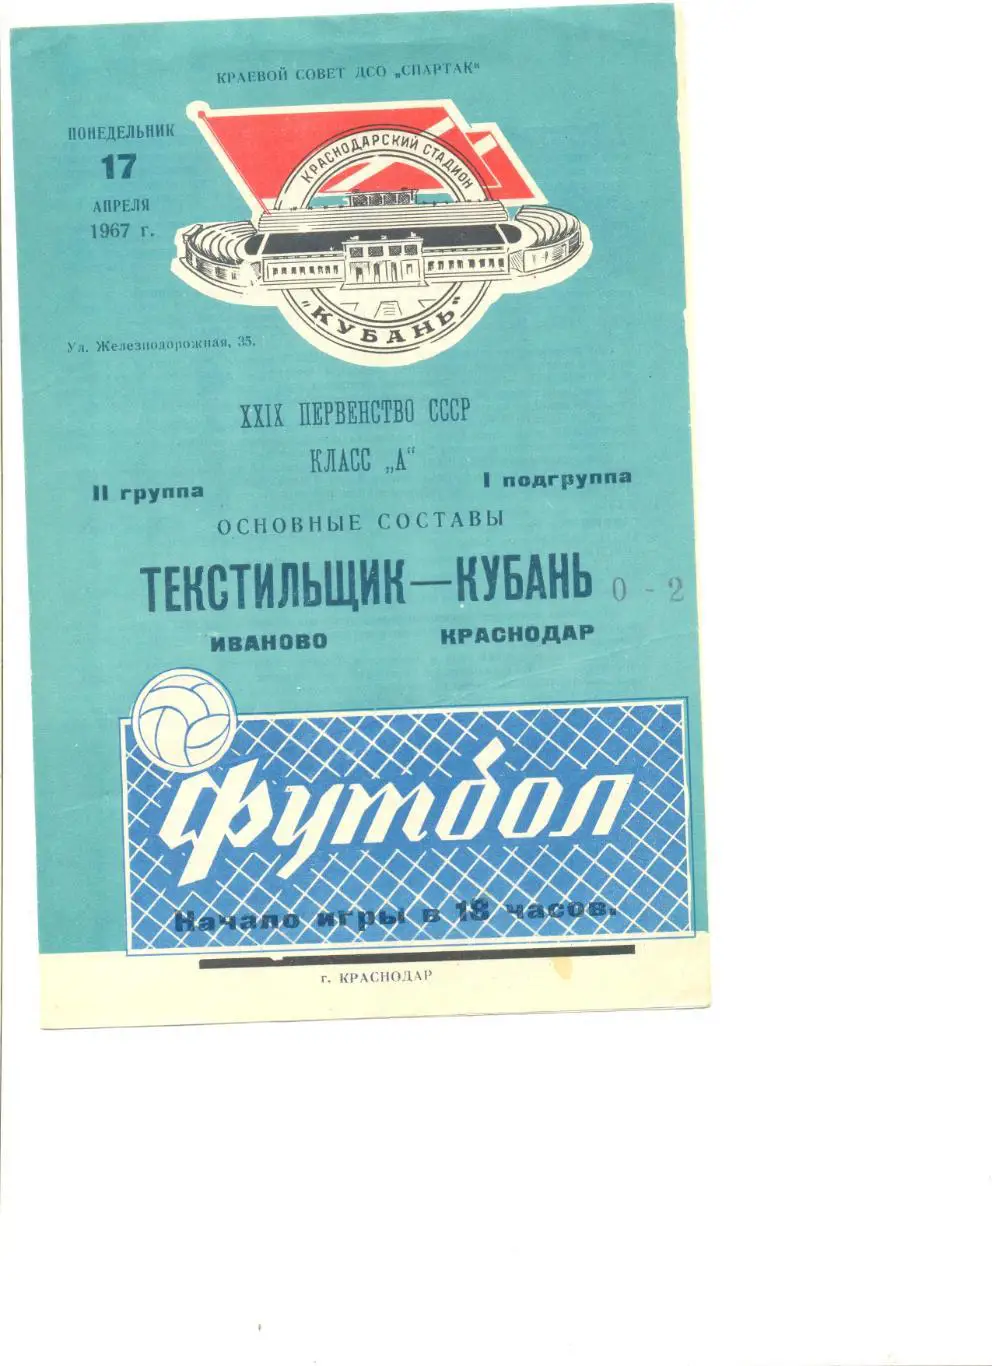 КРАЕВОЙ СОВЕТ ДСО „СПАРТАК"
ПОНЕДЕЛЬНИК
17
АПРЕЛЯ
1967 г.
КРАСНОДАРСКИЙ СТАДИОН
"КУБАНЬ"
Ул. Железнодорожная, 35.
XXIX ПЕРВЕНСТВО СССР
КЛАСС „А“
II группа
I подгруппа
ОСНОВНЫЕ СОСТАВЫ
ТЕКСТИЛЬЩИК—КУБАНЬ 0 - 2
ИВАНОВО КРАСНОДАР
Футбол
Начало игры в 18 часов.
г. КРАСНОДАР